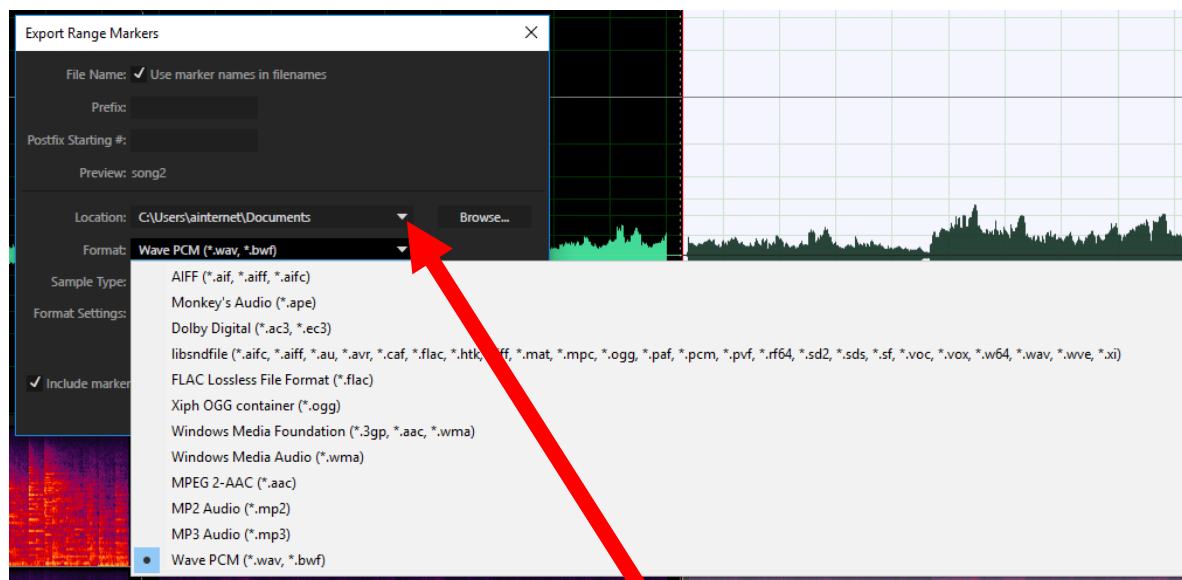 Export Range Markers
File Name: Use marker names in filenames
Prefix:
Postfix Starting #:
Preview: song2
Location: C:\Users\ainternet\Documents Browse...
Format: Wave PCM (*.wav, *.bwf)
Sample Type:
AIFF (*.aif, *.aiff, *.aifc)
Monkey's Audio (*.ape)
Format Settings:
Dolby Digital (*.ac3, *.ec3)
libsndfile (*.aifc, *.aiff, *.au, *.avr, *.caf, *.flac, *.htk, *.mat, *.mpc, *.ogg, *.paf, *.pcm, *.pvf, *.rf64, *.sd2, *.sds, *.sf, *.voc, *.vox, *.w64, *.wav, *.wve, *.xi)
Include marker
FLAC Lossless File Format (*.flac)
Xiph OGG container (*.ogg)
Windows Media Foundation (*.3gp, *.aac, *.wma)
Windows Media Audio (*.wma)
MPEG 2-AAC (*.aac)
MP2 Audio (*.mp2)
MP3 Audio (*.mp3)
Wave PCM (*.wav, *.bwf)